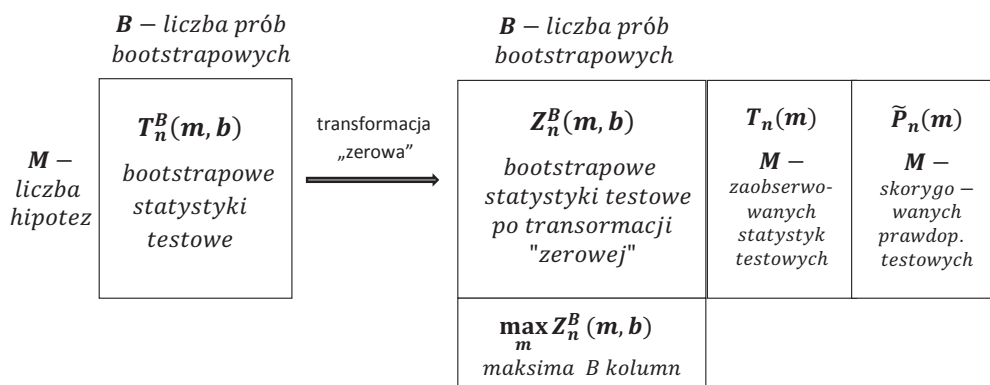 B − liczba prób
bootstrapowych
B − liczba prób
bootstrapowych
M −
liczba
hipotez
T_n^B(m, b)
bootstrapowe
statystyki
testowe
transformacja
„zerowa”
Z_n^B(m, b)
bootstrapowe
statystyki testowe
po transormacji
"zerowej"
T_n(m)
M −
zaobserwo-
wanych
statystyk
testowych
P̃_n(m)
M −
skorygo −
wanych
prawdop.
testowych
max_m Z_n^B (m, b)
maksima B kolumn